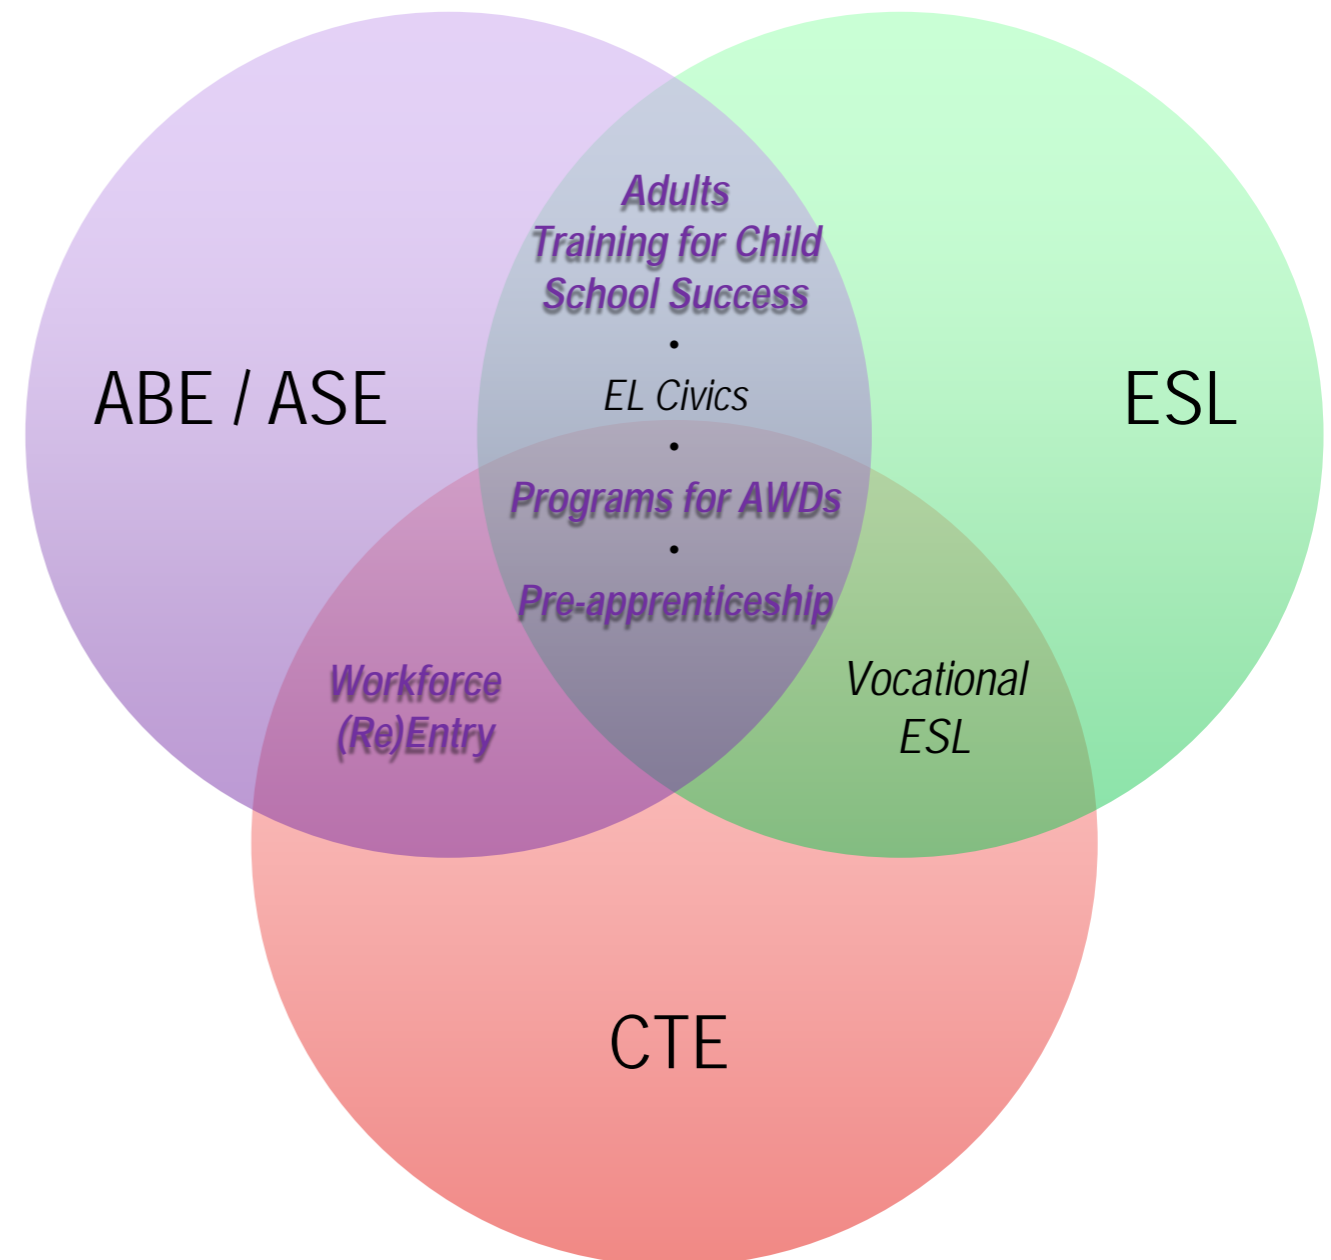 Adults
Training for Child
School Success
•
ABE / ASE
EL Civics
ESL
•
Programs for AWDs
•
Pre-apprenticeship
Workforce
(Re)Entry
Vocational
ESL
CTE